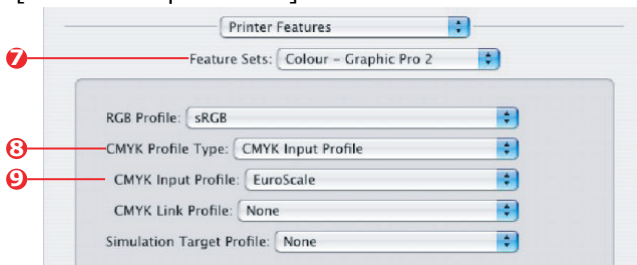 Printer Features
7 Feature Sets: Colour – Graphic Pro 2
RGB Profile: sRGB
8 CMYK Profile Type: CMYK Input Profile
9 CMYK Input Profile: EuroScale
CMYK Link Profile: None
Simulation Target Profile: None